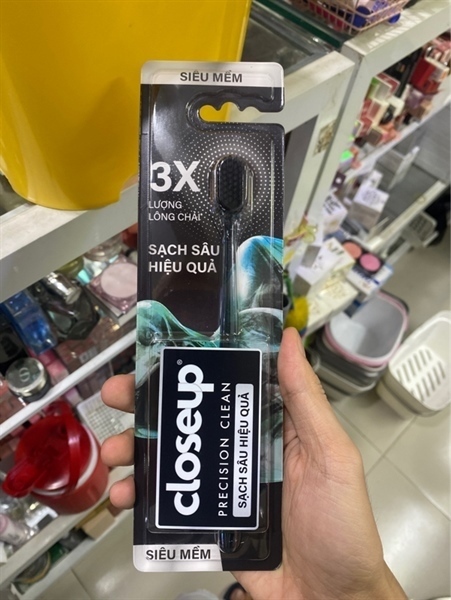 SIÊU MỀM
3X
LƯỢNG
LÔNG CHẢI
SẠCH SÂU
HIỆU QUẢ
closeup®
PRECISION CLEAN
SẠCH SÂU HIỆU QUẢ
SIÊU MỀM